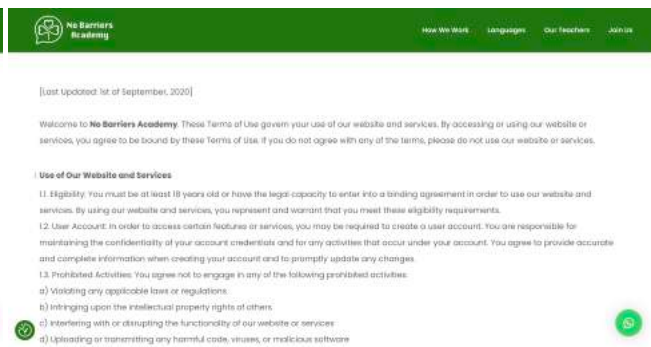 No Barriers
Academy
How We Work Languages Our Teachers Join Us
[Last Updated: 1st of September, 2020]
Welcome to No Barriers Academy. These Terms of Use govern your use of our website and services. By accessing or using our website or
services, you agree to be bound by these Terms of Use. If you do not agree with any of the terms, please do not use our website or services.
Use of Our Website and Services
1.1. Eligibility: You must be at least 18 years old or have the legal capacity to enter into a binding agreement in order to use our website and
services. By using our website and services, you represent and warrant that you meet these eligibility requirements.
1.2. User Account: In order to access certain features or services, you may be required to create a user account. You are responsible for
maintaining the confidentiality of your account credentials and for any activities that occur under your account. You agree to provide accurate
and complete information when creating your account and to promptly update any changes.
1.3. Prohibited Activities: You agree not to engage in any of the following prohibited activities:
a) Violating any applicable laws or regulations.
b) Infringing upon the intellectual property rights of others.
c) Interfering with or disrupting the functionality of our website or services
d) Uploading or transmitting any harmful code, viruses, or malicious software